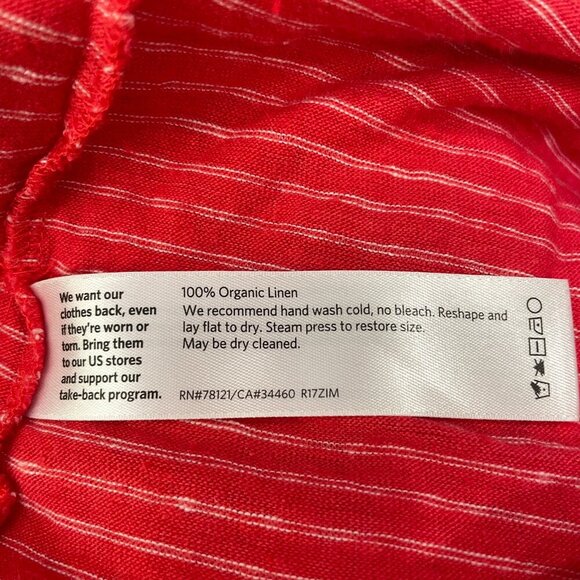 We want our
clothes back, even
if they're worn or
torn. Bring them
to our US stores
and support our
take-back program.
100% Organic Linen
We recommend hand wash cold, no bleach. Reshape and
lay flat to dry. Steam press to restore size.
May be dry cleaned.
RN#78121/CA#34460 R17ZIM